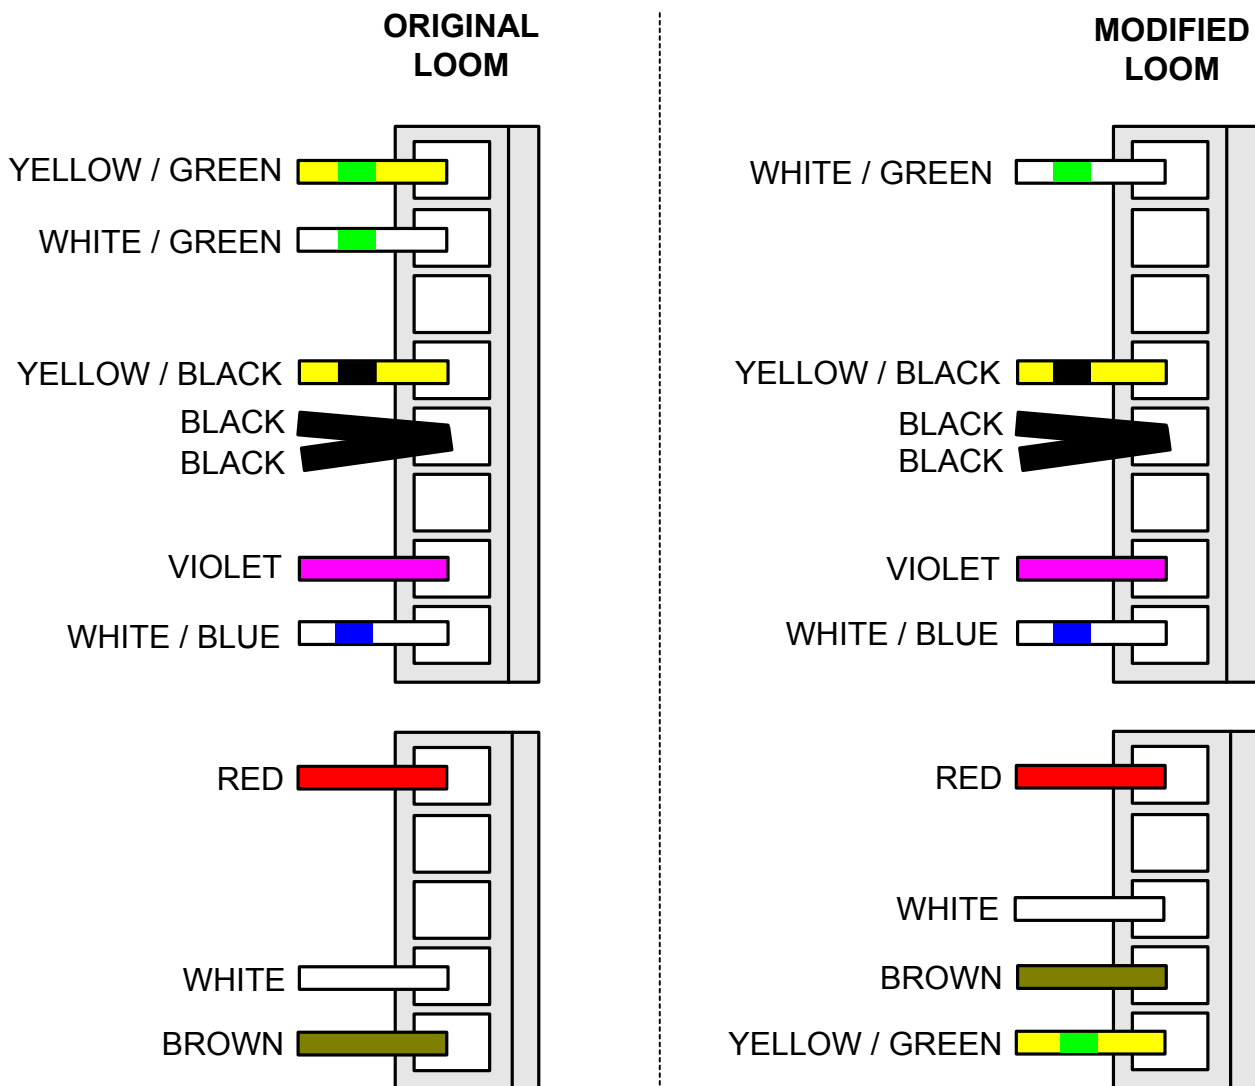 ORIGINAL
LOOM
YELLOW / GREEN
WHITE / GREEN
YELLOW / BLACK
BLACK
BLACK
VIOLET
WHITE / BLUE
RED
WHITE
BROWN
MODIFIED
LOOM
WHITE / GREEN
YELLOW / BLACK
BLACK
BLACK
VIOLET
WHITE / BLUE
RED
WHITE
BROWN
YELLOW / GREEN